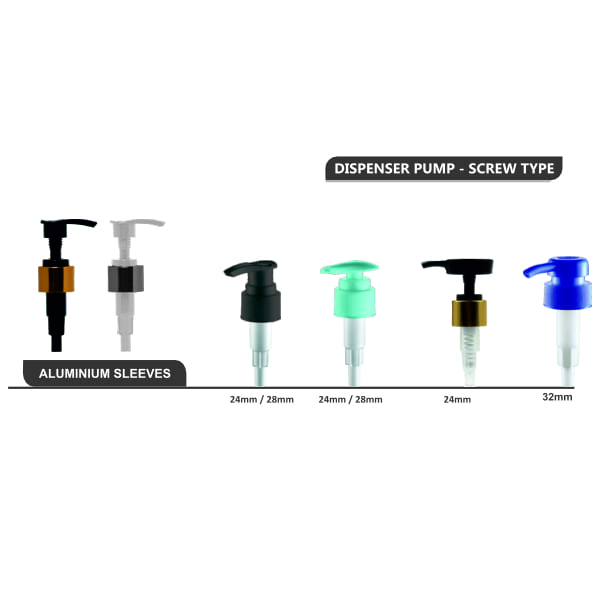 DISPENSER PUMP - SCREW TYPE
ALUMINIUM SLEEVES
24mm / 28mm
24mm / 28mm
24mm
32mm